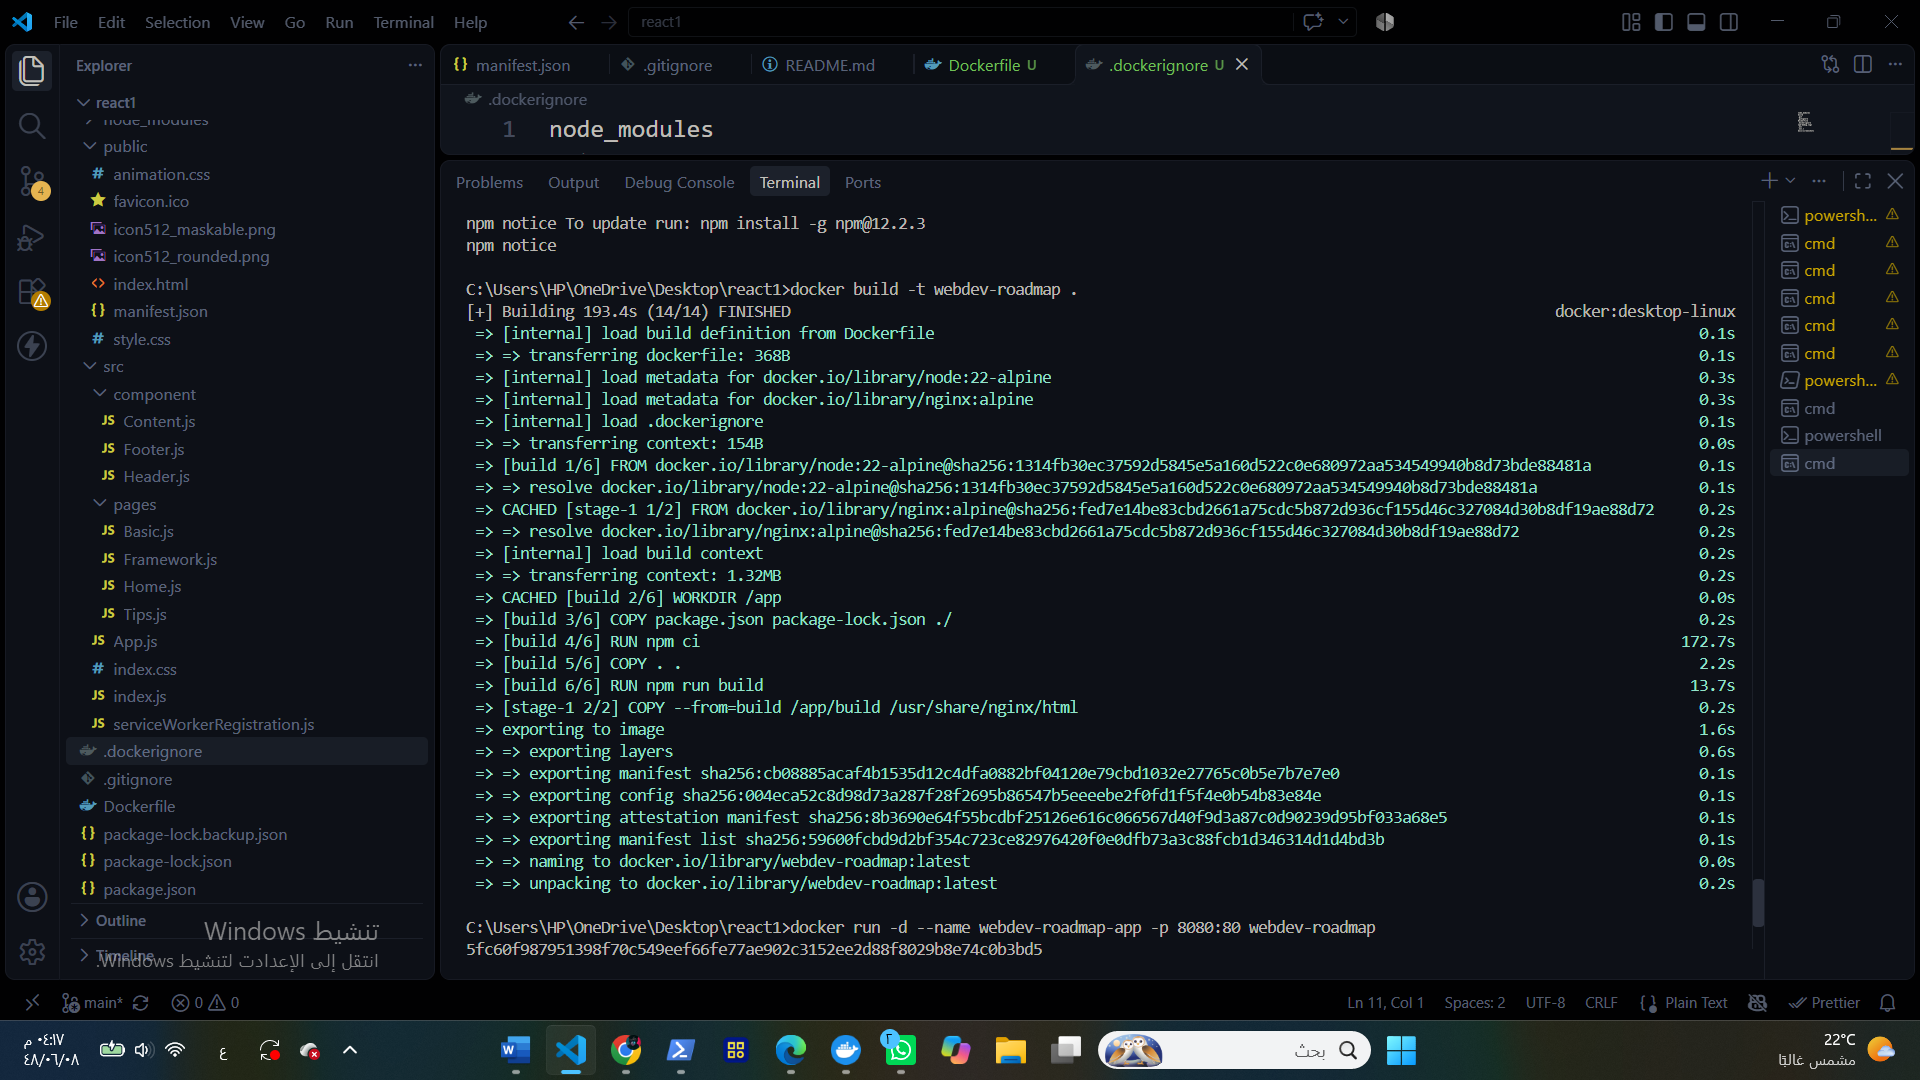 File Edit Selection View Go Run Terminal Help
react1
Explorer
react1
node_modules
public
# animation.css
favicon.ico
icon512_maskable.png
icon512_rounded.png
<> index.html
{} manifest.json
# style.css
src
component
JS Content.js
JS Footer.js
JS Header.js
pages
JS Basic.js
JS Framework.js
JS Home.js
JS Tips.js
JS App.js
# index.css
JS index.js
JS serviceWorkerRegistration.js
.dockerignore
.gitignore
Dockerfile
{} package-lock.backup.json
{} package-lock.json
{} package.json
Outline
Timeline
تنشيط Windows
انتقل إلى الإعدادت لتنشيط Windows.
4
{} manifest.json
.gitignore
README.md
Dockerfile U
.dockerignore U
.dockerignore
1 node_modules
Problems Output Debug Console Terminal Ports
npm notice To update run: npm install -g npm@12.2.3
npm notice
C:\Users\HP\OneDrive\Desktop\react1>docker build -t webdev-roadmap .
[+] Building 193.4s (14/14) FINISHED docker:desktop-linux
=> [internal] load build definition from Dockerfile 0.1s
=> => transferring dockerfile: 368B 0.1s
=> [internal] load metadata for docker.io/library/node:22-alpine 0.3s
=> [internal] load metadata for docker.io/library/nginx:alpine 0.3s
=> [internal] load .dockerignore 0.1s
=> => transferring context: 154B 0.0s
=> [build 1/6] FROM docker.io/library/node:22-alpine@sha256:1314fb30ec37592d5845e5a160d522c0e680972aa534549940b8d73bde88481a 0.1s
=> => resolve docker.io/library/node:22-alpine@sha256:1314fb30ec37592d5845e5a160d522c0e680972aa534549940b8d73bde88481a 0.1s
=> CACHED [stage-1 1/2] FROM docker.io/library/nginx:alpine@sha256:fed7e14be83cbd2661a75cdc5b872d936cf155d46c327084d30b8df19ae88d72 0.2s
=> => resolve docker.io/library/nginx:alpine@sha256:fed7e14be83cbd2661a75cdc5b872d936cf155d46c327084d30b8df19ae88d72 0.2s
=> [internal] load build context 0.2s
=> => transferring context: 1.32MB 0.2s
=> CACHED [build 2/6] WORKDIR /app 0.0s
=> [build 3/6] COPY package.json package-lock.json ./ 0.2s
=> [build 4/6] RUN npm ci 172.7s
=> [build 5/6] COPY . . 2.2s
=> [build 6/6] RUN npm run build 13.7s
=> [stage-1 2/2] COPY --from=build /app/build /usr/share/nginx/html 0.2s
=> exporting to image 1.6s
=> => exporting layers 0.6s
=> => exporting manifest sha256:cb08885acaf4b1535d12c4dfa0882bf04120e79cbd1032e27765c0b5e7b7e7e0 0.1s
=> => exporting config sha256:004eca52c8d98d73a287f28f2695b86547b5eeeebe2f0fd1f5f4e0b54b83e84e 0.1s
=> => exporting attestation manifest sha256:8b3690e64f55bcdbf25126e616c066567d40f9d3a87c0d90239d95bf033a68e5 0.1s
=> => exporting manifest list sha256:59600fcbd9d2bf354c723ce82976420f0e0dfb73a3c88fcb1d346314d1d4bd3b 0.1s
=> => naming to docker.io/library/webdev-roadmap:latest 0.0s
=> => unpacking to docker.io/library/webdev-roadmap:latest 0.2s
C:\Users\HP\OneDrive\Desktop\react1>docker run -d --name webdev-roadmap-app -p 8080:80 webdev-roadmap
5fc60f987951398f70c549eef66fe77ae902c3152ee2d88f8029b8e74c0b3bd5
powersh...
cmd
cmd
cmd
cmd
cmd
powersh...
cmd
powershell
cmd
main* 0 0
Ln 11, Col 1 Spaces: 2 UTF-8 CRLF {} Plain Text Prettier
٠٤:١٧ م
٤٨/٠٦/٠٨
ع
٢
بحث
22°C
مشمس غالبًا